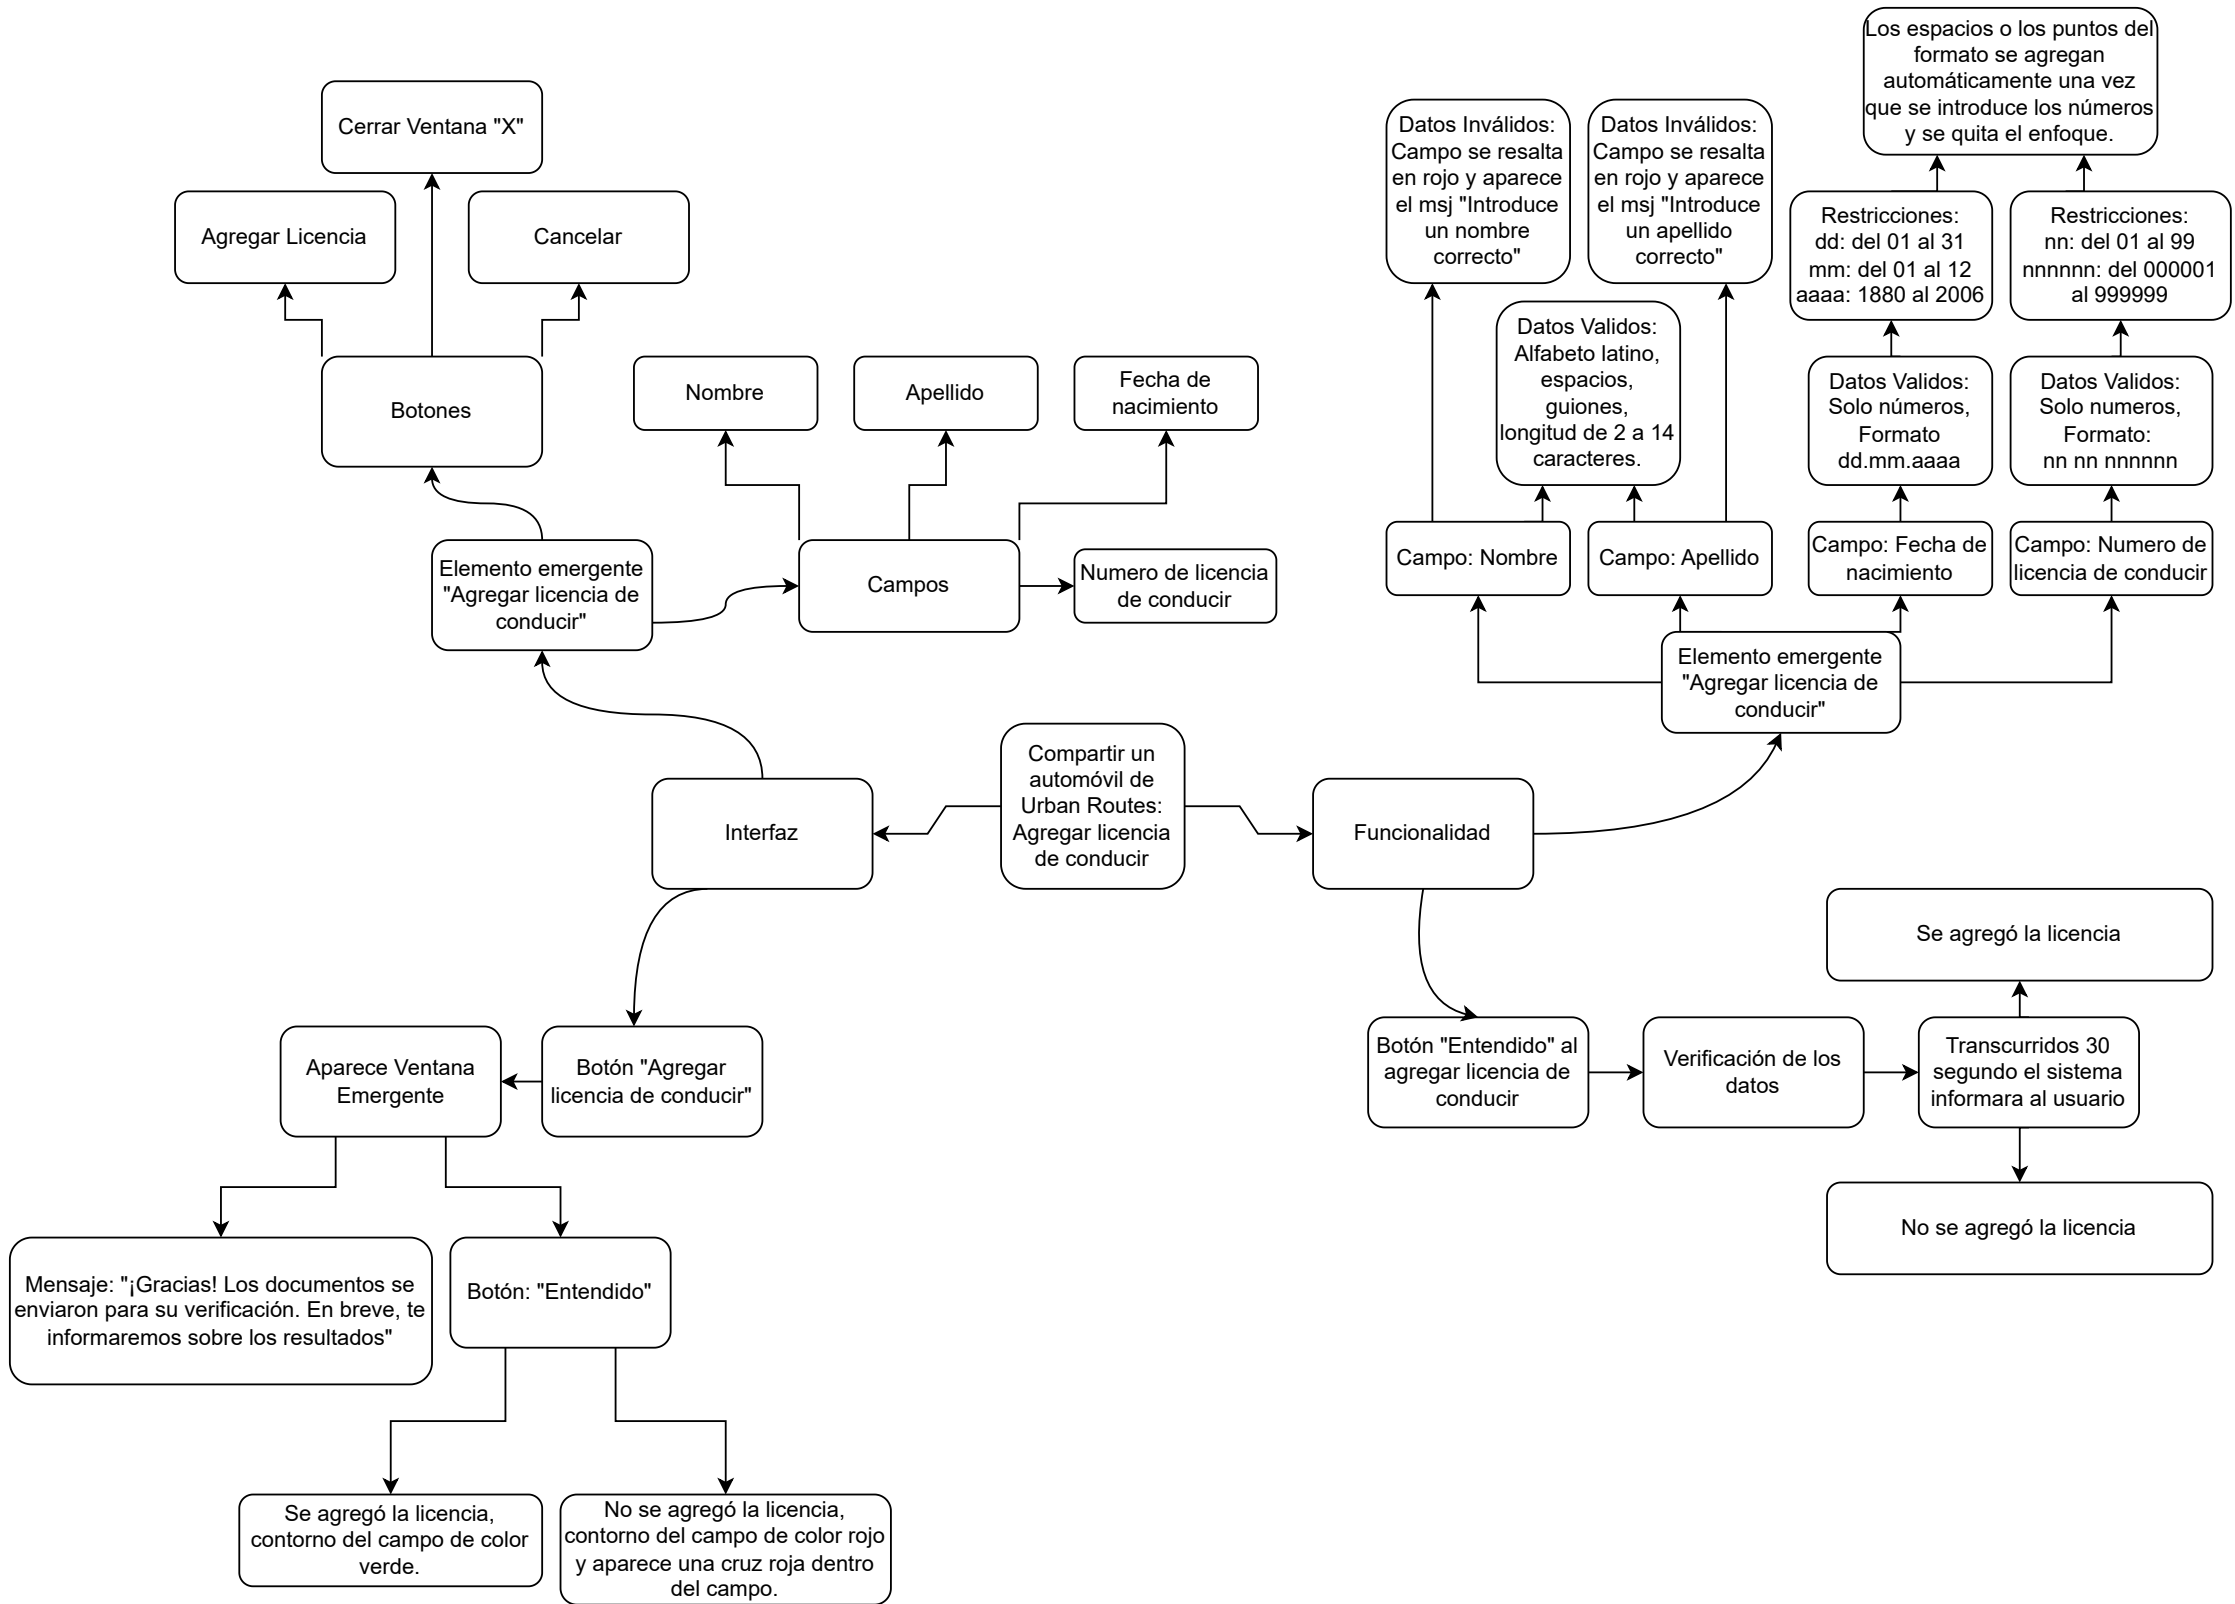 Los espacios o los puntos del
formato se agregan
automáticamente una vez
que se introduce los números
y se quita el enfoque.
Cerrar Ventana "X"
Agregar Licencia
Cancelar
Botones
Datos Inválidos:
Campo se resalta
en rojo y aparece
el msj "Introduce
un nombre
correcto"
Datos Inválidos:
Campo se resalta
en rojo y aparece
el msj "Introduce
un apellido
correcto"
Restricciones:
dd: del 01 al 31
mm: del 01 al 12
aaaa: 1880 al 2006
Restricciones:
nn: del 01 al 99
nnnnnn: del 000001
al 999999
Datos Validos:
Alfabeto latino,
espacios,
guiones,
longitud de 2 a 14
caracteres.
Nombre
Apellido
Fecha de
nacimiento
Datos Validos:
Solo números,
Formato
dd.mm.aaaa
Datos Validos:
Solo numeros,
Formato:
nn nn nnnnnn
Elemento emergente
"Agregar licencia de
conducir"
Campos
Numero de licencia
de conducir
Campo: Nombre
Campo: Apellido
Campo: Fecha de
nacimiento
Campo: Numero de
licencia de conducir
Elemento emergente
"Agregar licencia de
conducir"
Interfaz
Compartir un
automóvil de
Urban Routes:
Agregar licencia
de conducir
Funcionalidad
Se agregó la licencia
Aparece Ventana
Emergente
Botón "Agregar
licencia de conducir"
Botón "Entendido" al
agregar licencia de
conducir
Verificación de los
datos
Transcurridos 30
segundo el sistema
informara al usuario
No se agregó la licencia
Mensaje: "¡Gracias! Los documentos se
enviaron para su verificación. En breve, te
informaremos sobre los resultados"
Botón: "Entendido"
Se agregó la licencia,
contorno del campo de color
verde.
No se agregó la licencia,
contorno del campo de color rojo
y aparece una cruz roja dentro
del campo.